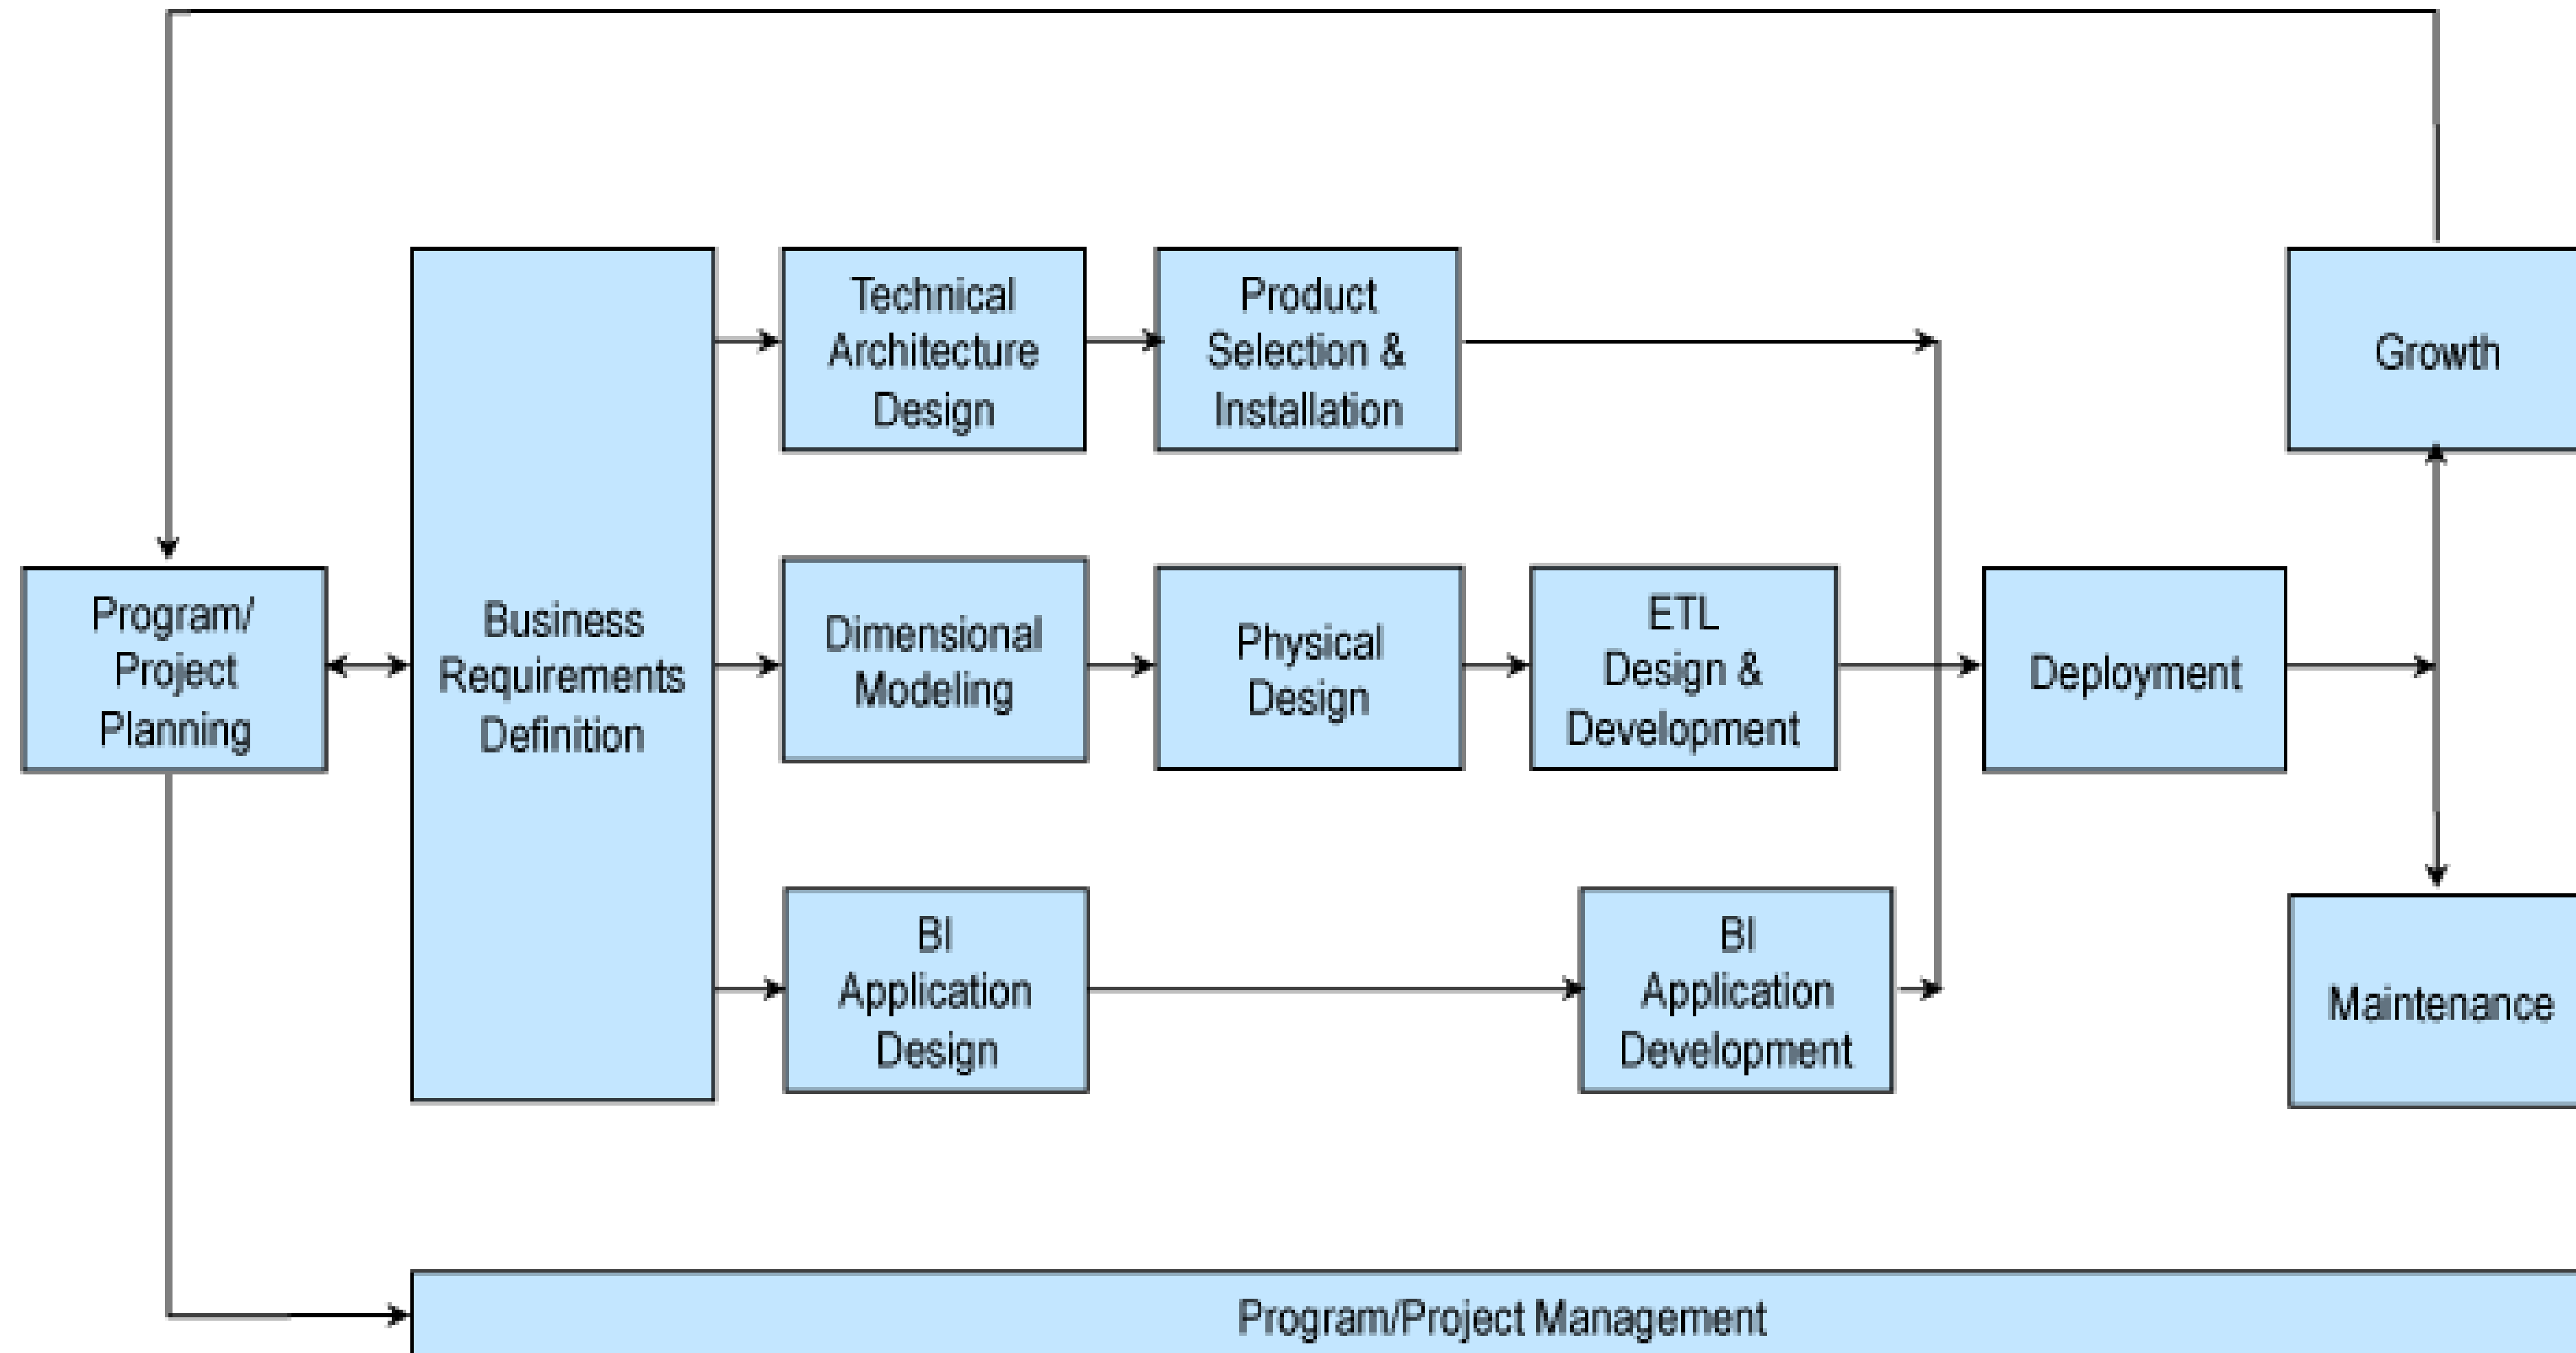 Program/
Project
Planning
Business
Requirements
Definition
Technical
Architecture
Design
Product
Selection &
Installation
Dimensional
Modeling
Physical
Design
ETL
Design &
Development
BI
Application
Design
BI
Application
Development
Deployment
Growth
Maintenance
Program/Project Management